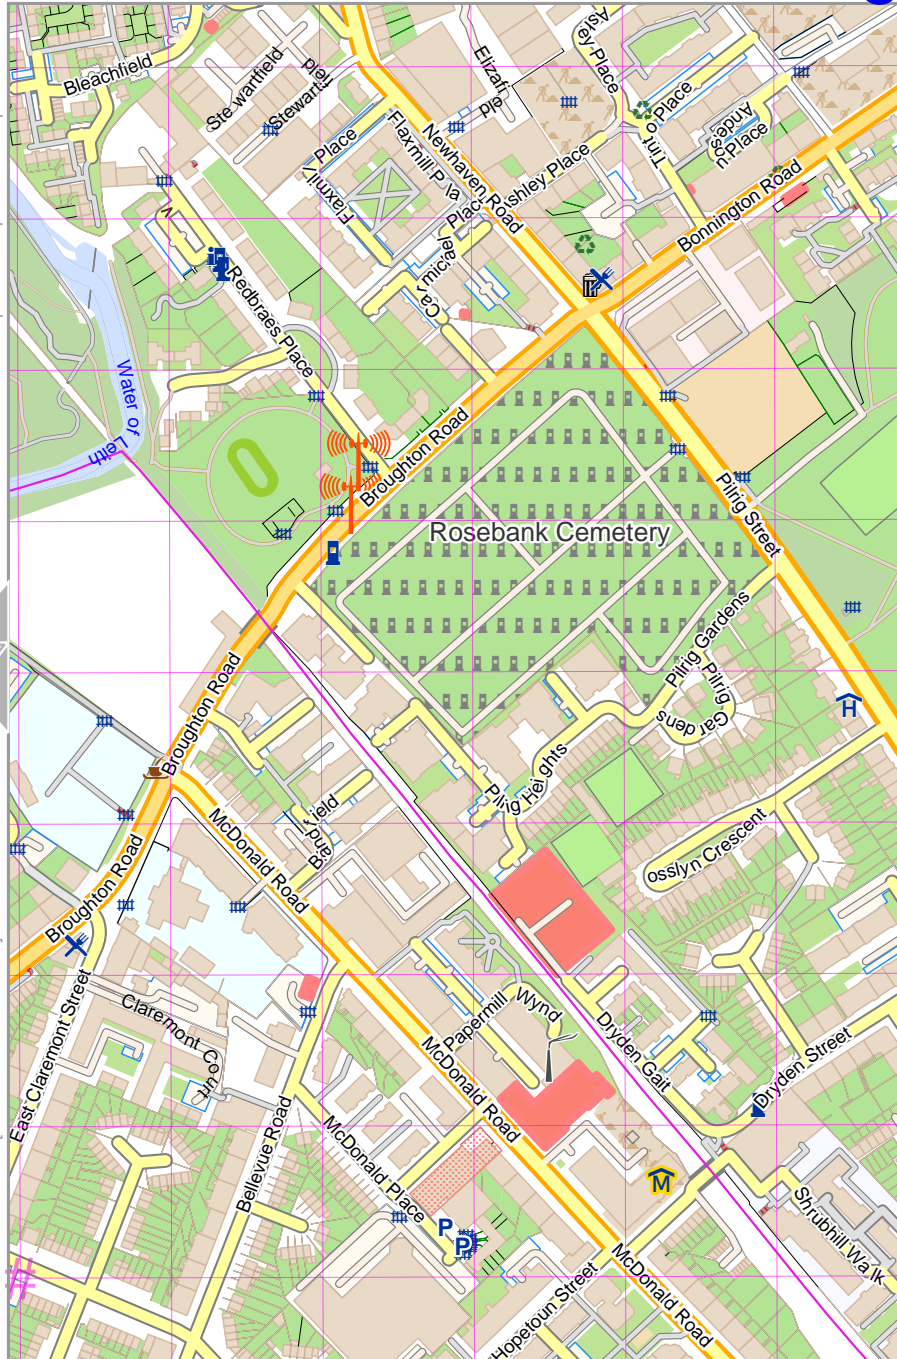 Bleachfield
Stewartfield
Stewartfield
Elizafield
Ashley Place
Tinto Place
Place
Flaxmill
Flaxmill Pla
Newhaven Road
Ashley Place
Place
Bonnington Road
Redbraes Place
Water of Leith
Broughton Road
Rosebank Cemetery
Pilrig Street
Pilrig Gardens
Pilrig Gardens
H
Broughton Road
Pilrig Heights
McDonald Road
Broughton Road
osslyn Crescent
East Claremont Street
Claremont Court
Papermill Wynd
Dryden Gait
Dryden Street
McDonald Road
Bellevue Road
McDonald Place
M
P
P
Shrubhill Walk
Hopetoun Street
McDonald Road